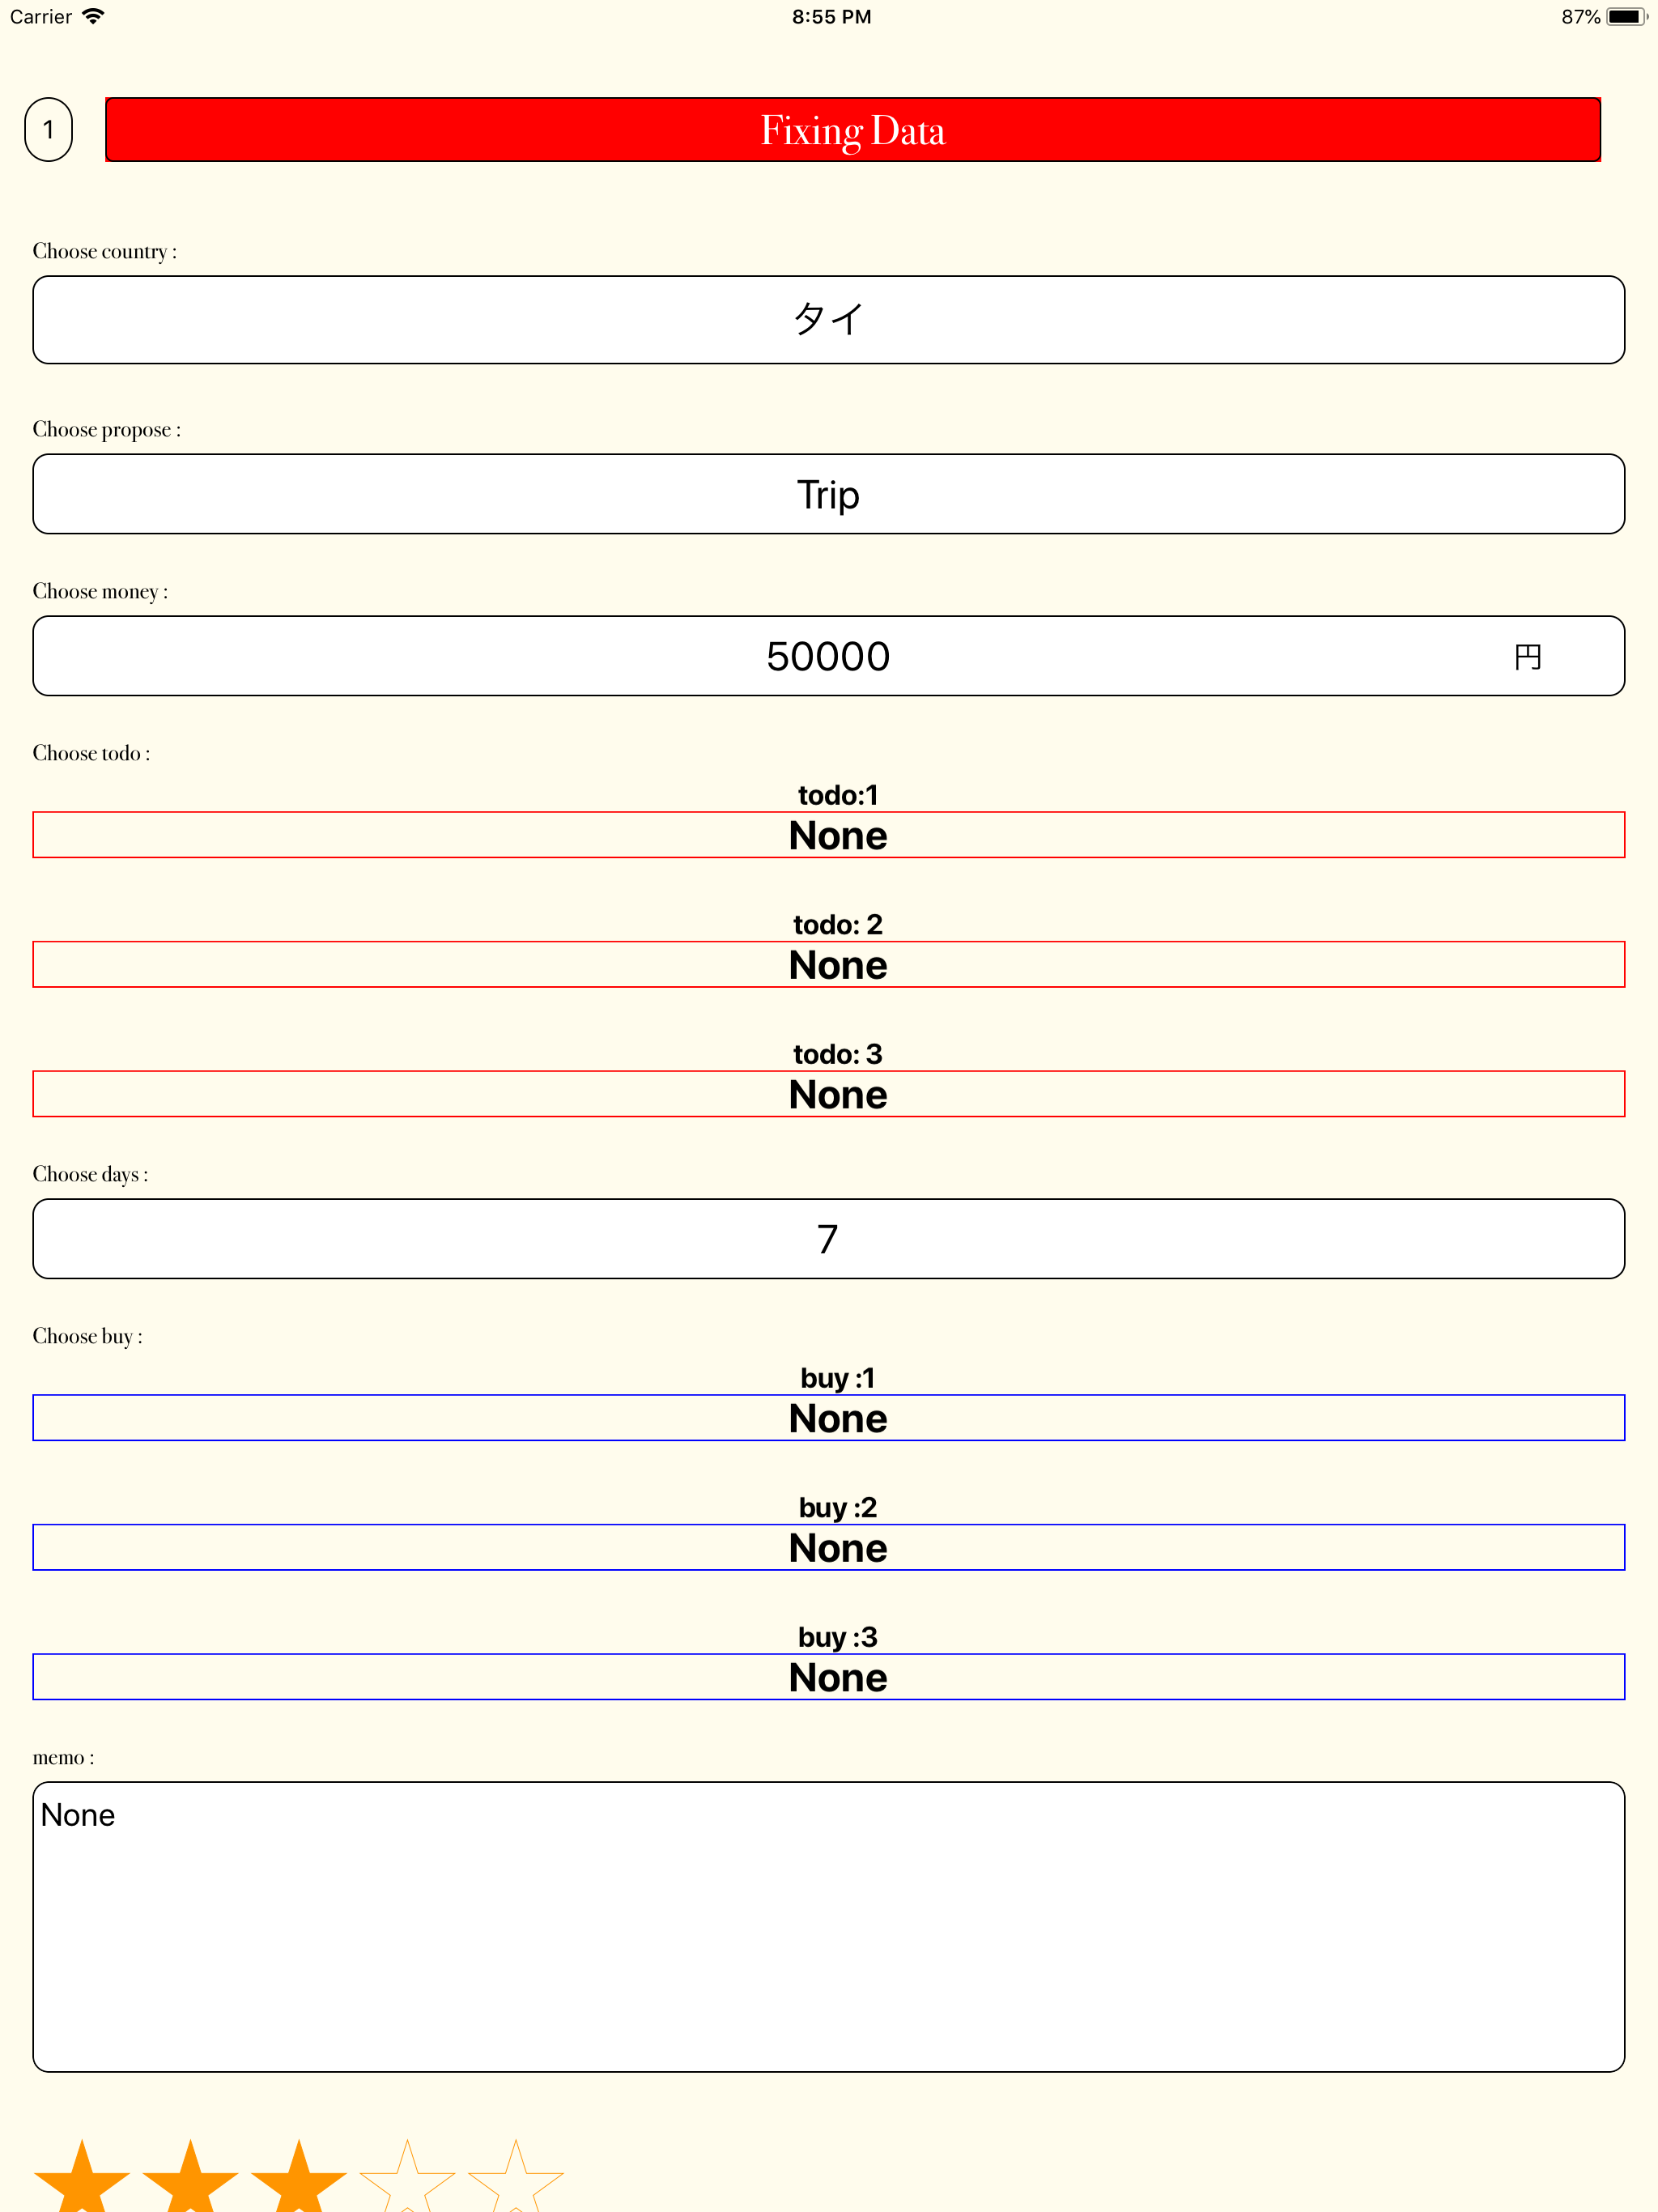 Carrier 8:55 PM 87%
1 Fixing Data
Choose country :
タイ
Choose propose :
Trip
Choose money :
50000 円
Choose todo :
todo:1
None
todo: 2
None
todo: 3
None
Choose days :
7
Choose buy :
buy :1
None
buy :2
None
buy :3
None
memo :
None